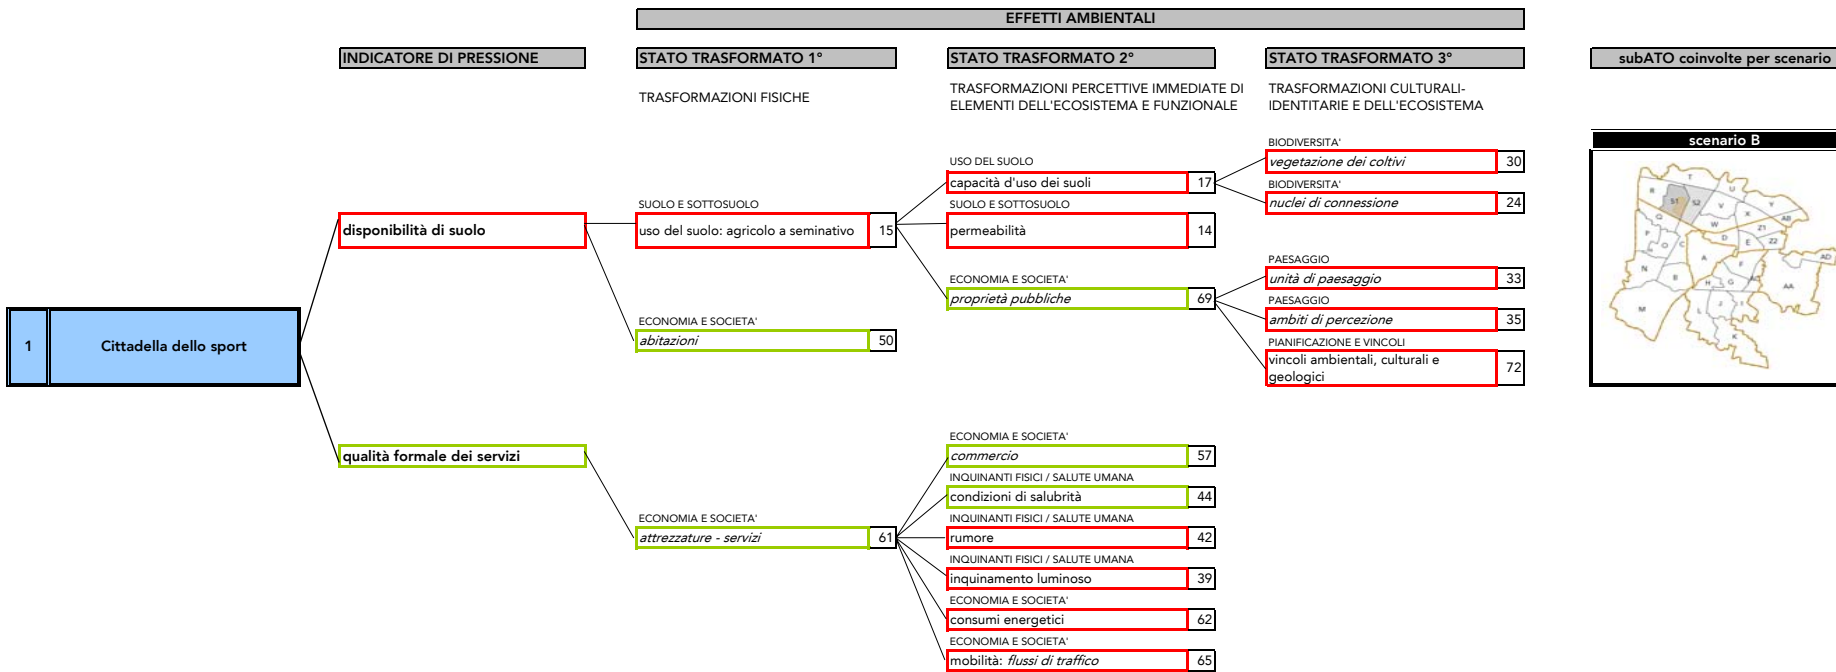 EFFETTI AMBIENTALI
INDICATORE DI PRESSIONE
STATO TRASFORMATO 1°
STATO TRASFORMATO 2°
STATO TRASFORMATO 3°
subATO coinvolte per scenario
TRASFORMAZIONI FISICHE
TRASFORMAZIONI PERCETTIVE IMMEDIATE DI
ELEMENTI DELL'ECOSISTEMA E FUNZIONALE
TRASFORMAZIONI CULTURALI-
IDENTITARIE E DELL'ECOSISTEMA
1 Cittadella dello sport
disponibilità di suolo
SUOLO E SOTTOSUOLO
uso del suolo: agricolo a seminativo 15
USO DEL SUOLO
capacità d'uso dei suoli 17
BIODIVERSITA'
vegetazione dei coltivi 30
BIODIVERSITA'
nuclei di connessione 24
SUOLO E SOTTOSUOLO
permeabilità 14
ECONOMIA E SOCIETA'
proprietà pubbliche 69
PAESAGGIO
unità di paesaggio 33
PAESAGGIO
ambiti di percezione 35
PIANIFICAZIONE E VINCOLI
vincoli ambientali, culturali e
geologici 72
ECONOMIA E SOCIETA'
abitazioni 50
qualità formale dei servizi
ECONOMIA E SOCIETA'
attrezzature - servizi 61
ECONOMIA E SOCIETA'
commercio 57
INQUINANTI FISICI / SALUTE UMANA
condizioni di salubrità 44
INQUINANTI FISICI / SALUTE UMANA
rumore 42
INQUINANTI FISICI / SALUTE UMANA
inquinamento luminoso 39
ECONOMIA E SOCIETA'
consumi energetici 62
ECONOMIA E SOCIETA'
mobilità: flussi di traffico 65
scenario B
T
R
U
S1
S2
V
Y
X
Q
AB
W
Z1
P
D
E
Z2
O
C
A
F
AD
N
B
H
G
AA
M
L
J
I
K